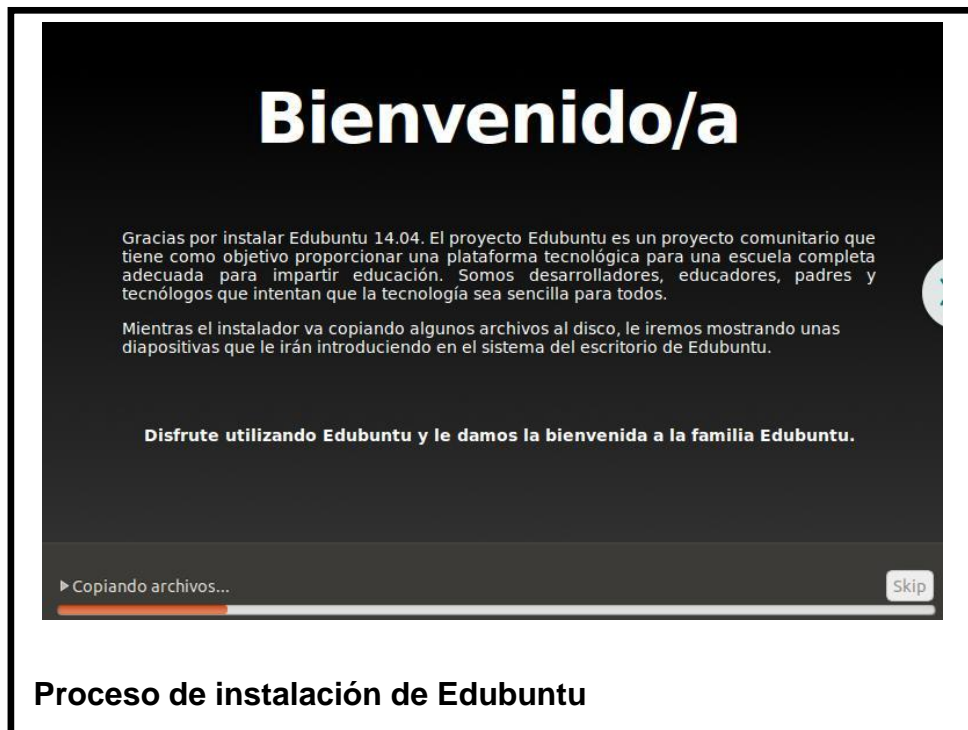 Bienvenido/a
Gracias por instalar Edubuntu 14.04. El proyecto Edubuntu es un proyecto comunitario que
tiene como objetivo proporcionar una plataforma tecnológica para una escuela completa
adecuada para impartir educación. Somos desarrolladores, educadores, padres y
tecnólogos que intentan que la tecnología sea sencilla para todos.
Mientras el instalador va copiando algunos archivos al disco, le iremos mostrando unas
diapositivas que le irán introduciendo en el sistema del escritorio de Edubuntu.
Disfrute utilizando Edubuntu y le damos la bienvenida a la familia Edubuntu.
Copiando archivos...
Skip
Proceso de instalación de Edubuntu